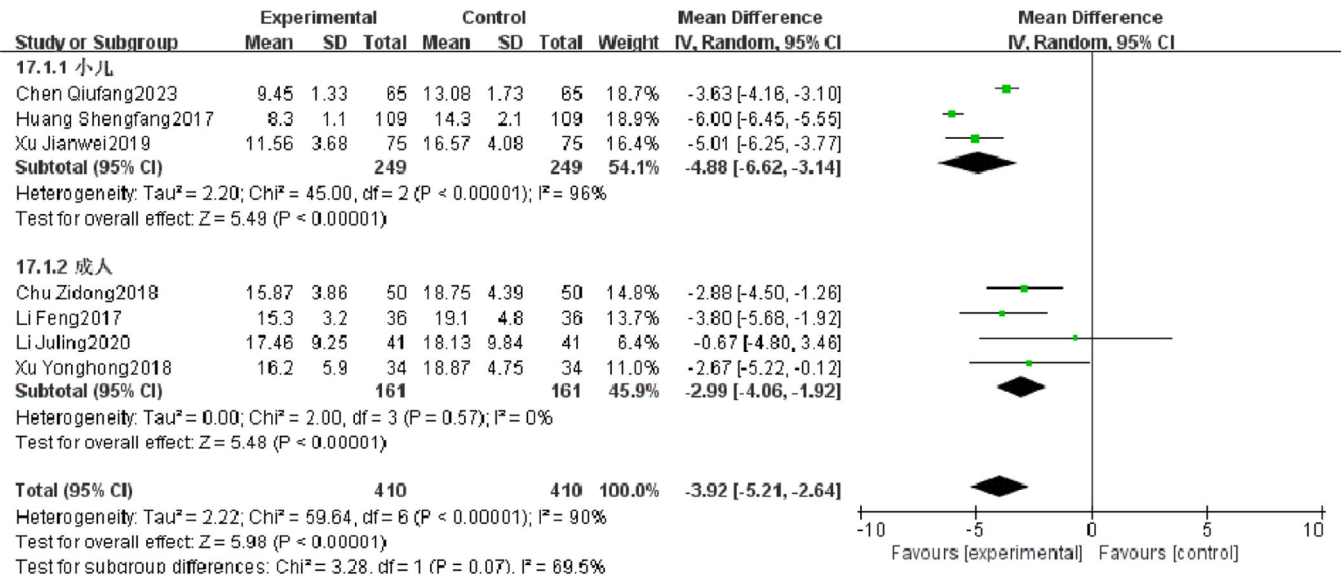 Experimental Control Mean Difference Mean Difference
Study or Subgroup Mean SD Total Mean SD Total Weight IV, Random, 95% CI IV, Random, 95% CI
17.1.1 小儿
Chen Qiufang2023 9.45 1.33 65 13.08 1.73 65 18.7% -3.63 [-4.16, -3.10]
Huang Shengfang2017 8.3 1.1 109 14.3 2.1 109 18.9% -6.00 [-6.45, -5.55]
Xu Jianwei2019 11.56 3.68 75 16.57 4.08 75 16.4% -5.01 [-6.25, -3.77]
Subtotal (95% CI) 249 249 54.1% -4.88 [-6.62, -3.14]
Heterogeneity: Tau² = 2.20; Chi² = 45.00, df = 2 (P < 0.00001); I² = 96%
Test for overall effect: Z = 5.49 (P < 0.00001)
17.1.2 成人
Chu Zidong2018 15.87 3.86 50 18.75 4.39 50 14.8% -2.88 [-4.50, -1.26]
Li Feng2017 15.3 3.2 36 19.1 4.8 36 13.7% -3.80 [-5.68, -1.92]
Li Juling2020 17.46 9.25 41 18.13 9.84 41 6.4% -0.67 [-4.80, 3.46]
Xu Yonghong2018 16.2 5.9 34 18.87 4.75 34 11.0% -2.67 [-5.22, -0.12]
Subtotal (95% CI) 161 161 45.9% -2.99 [-4.06, -1.92]
Heterogeneity: Tau² = 0.00; Chi² = 2.00, df = 3 (P = 0.57); I² = 0%
Test for overall effect: Z = 5.48 (P < 0.00001)
Total (95% CI) 410 410 100.0% -3.92 [-5.21, -2.64]
Heterogeneity: Tau² = 2.22; Chi² = 59.64, df = 6 (P < 0.00001); I² = 90%
Test for overall effect: Z = 5.98 (P < 0.00001)
Test for subgroup differences: Chi² = 3.28, df = 1 (P = 0.07), I² = 69.5%
-10 -5 0 5 10
Favours [experimental] Favours [control]